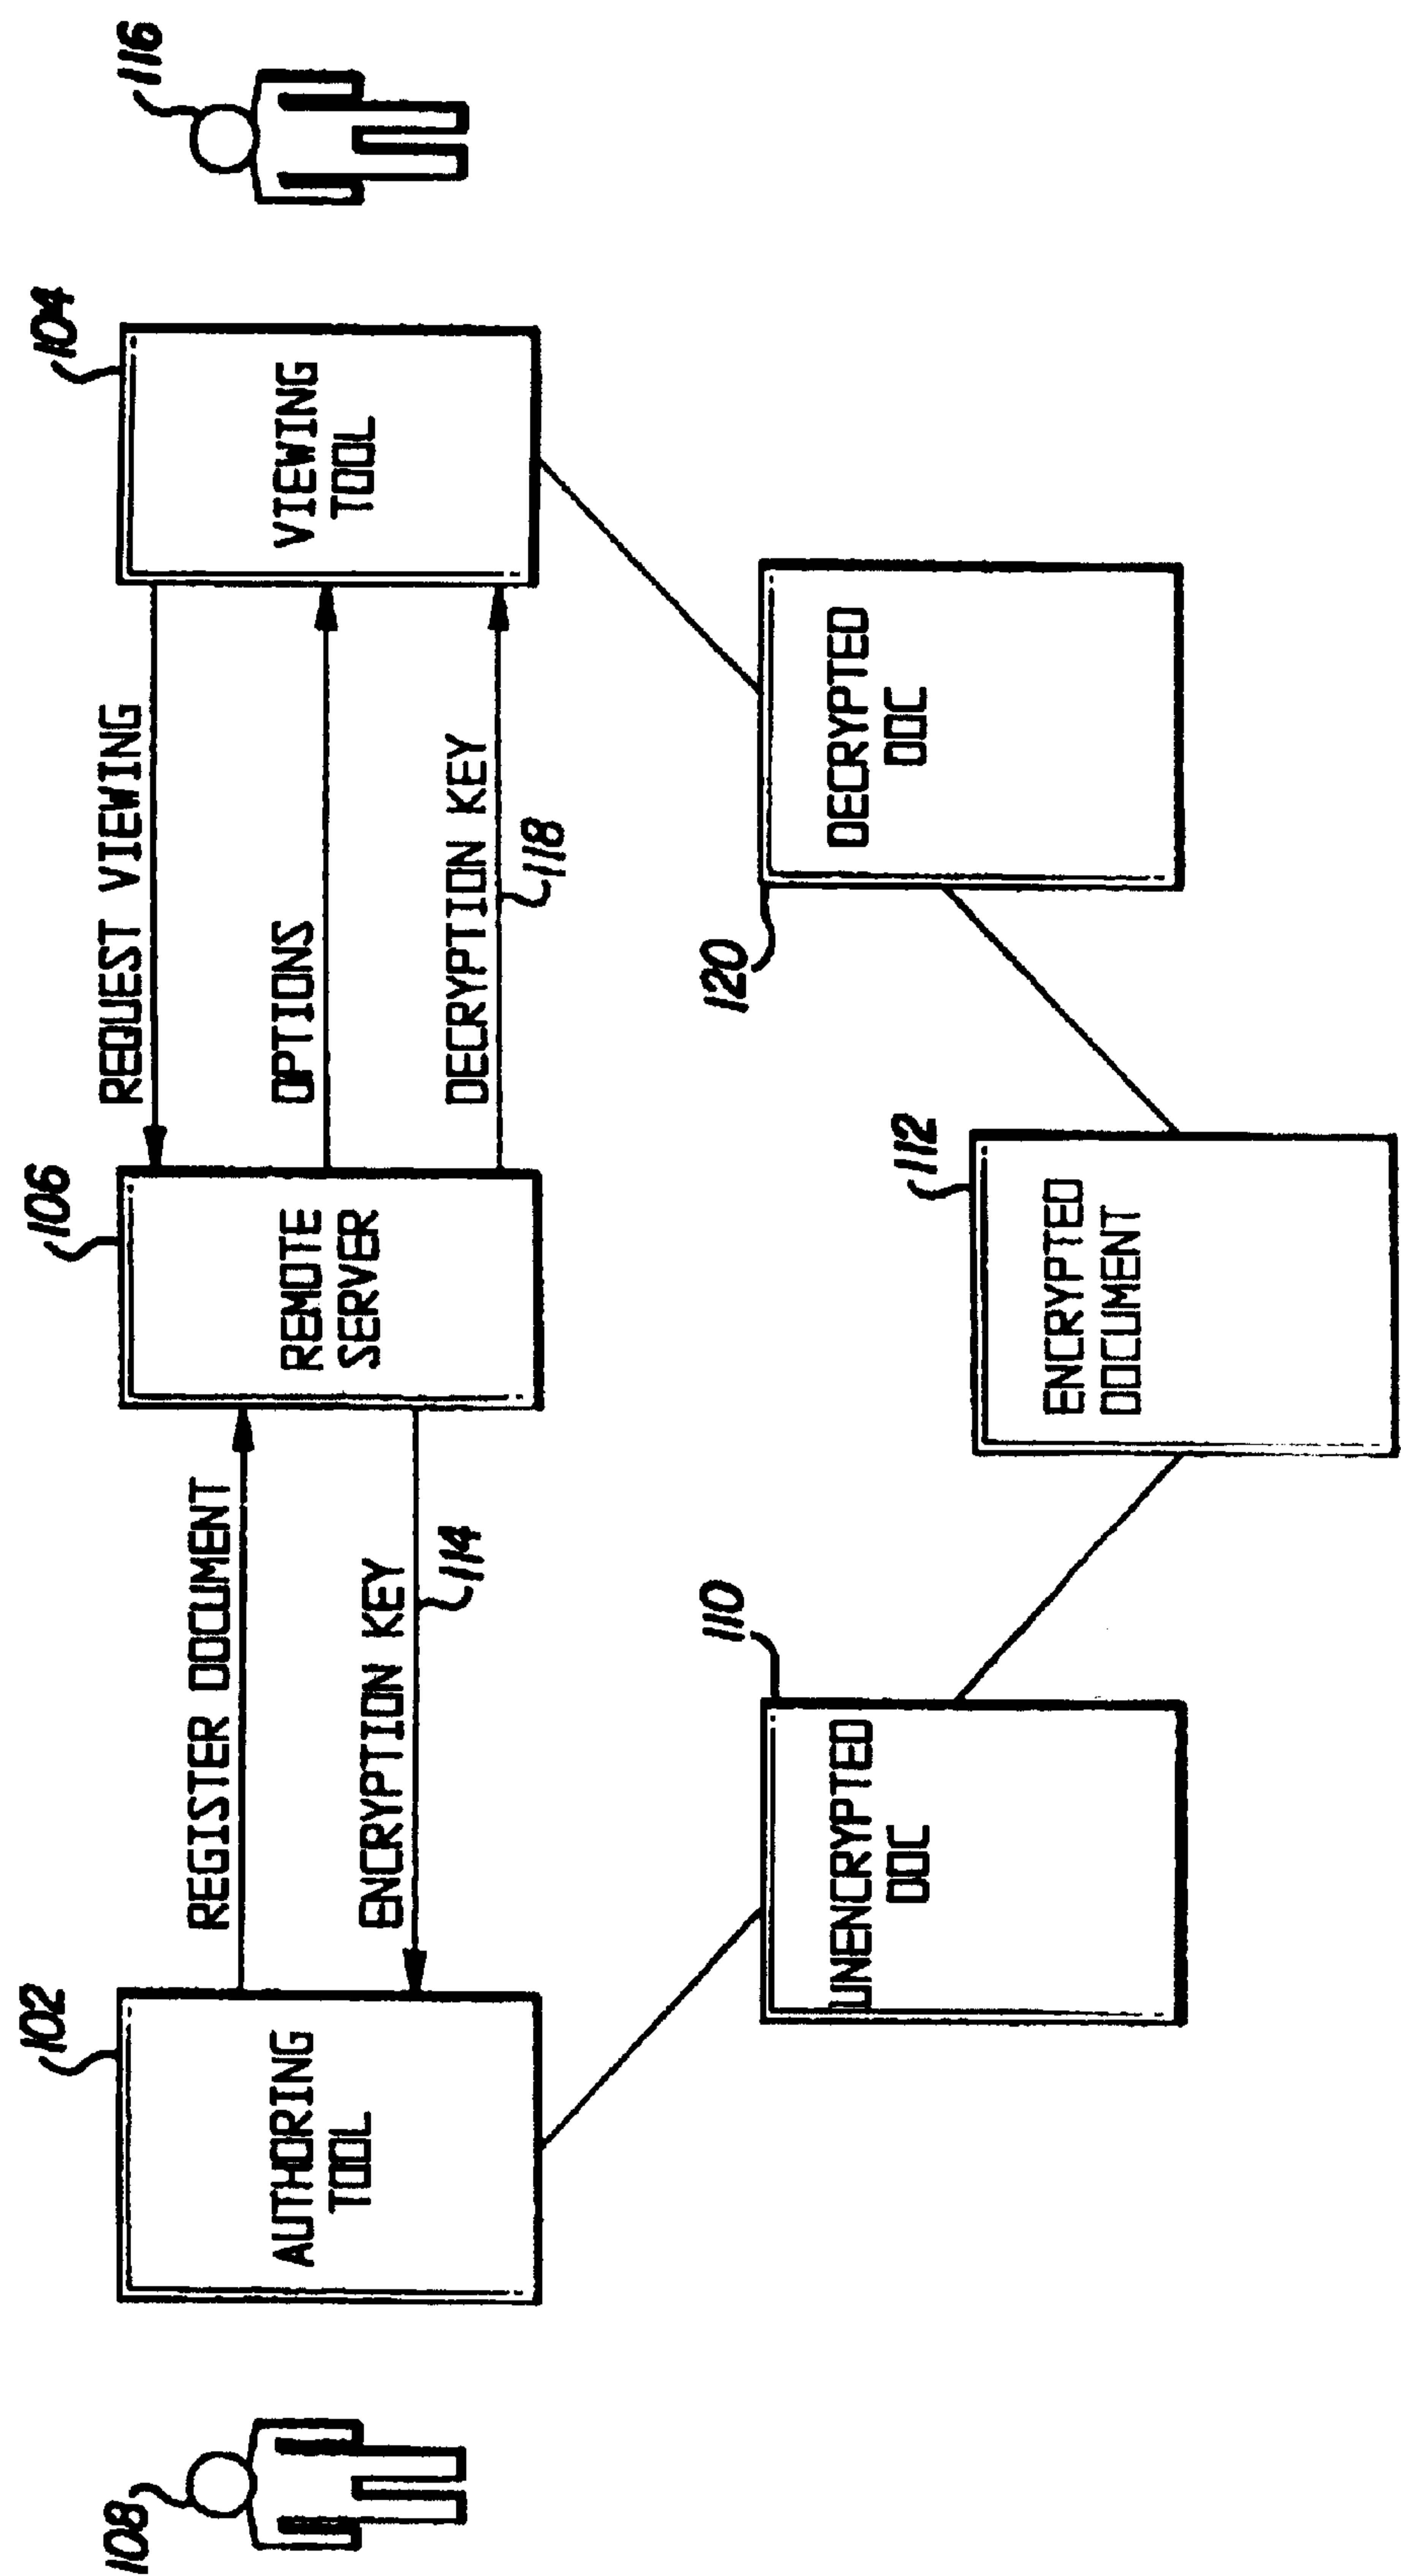 108
102
AUTHORING
TOOL
REGISTER DOCUMENT
ENCRYPTION KEY
114
106
REMOTE
SERVER
REQUEST VIEWING
OPTIONS
DECRYPTION KEY
118
104
VIEWING
TOOL
116
110
UNENCRYPTED
DOC
112
ENCRYPTED
DOCUMENT
120
DECRYPTED
DOC